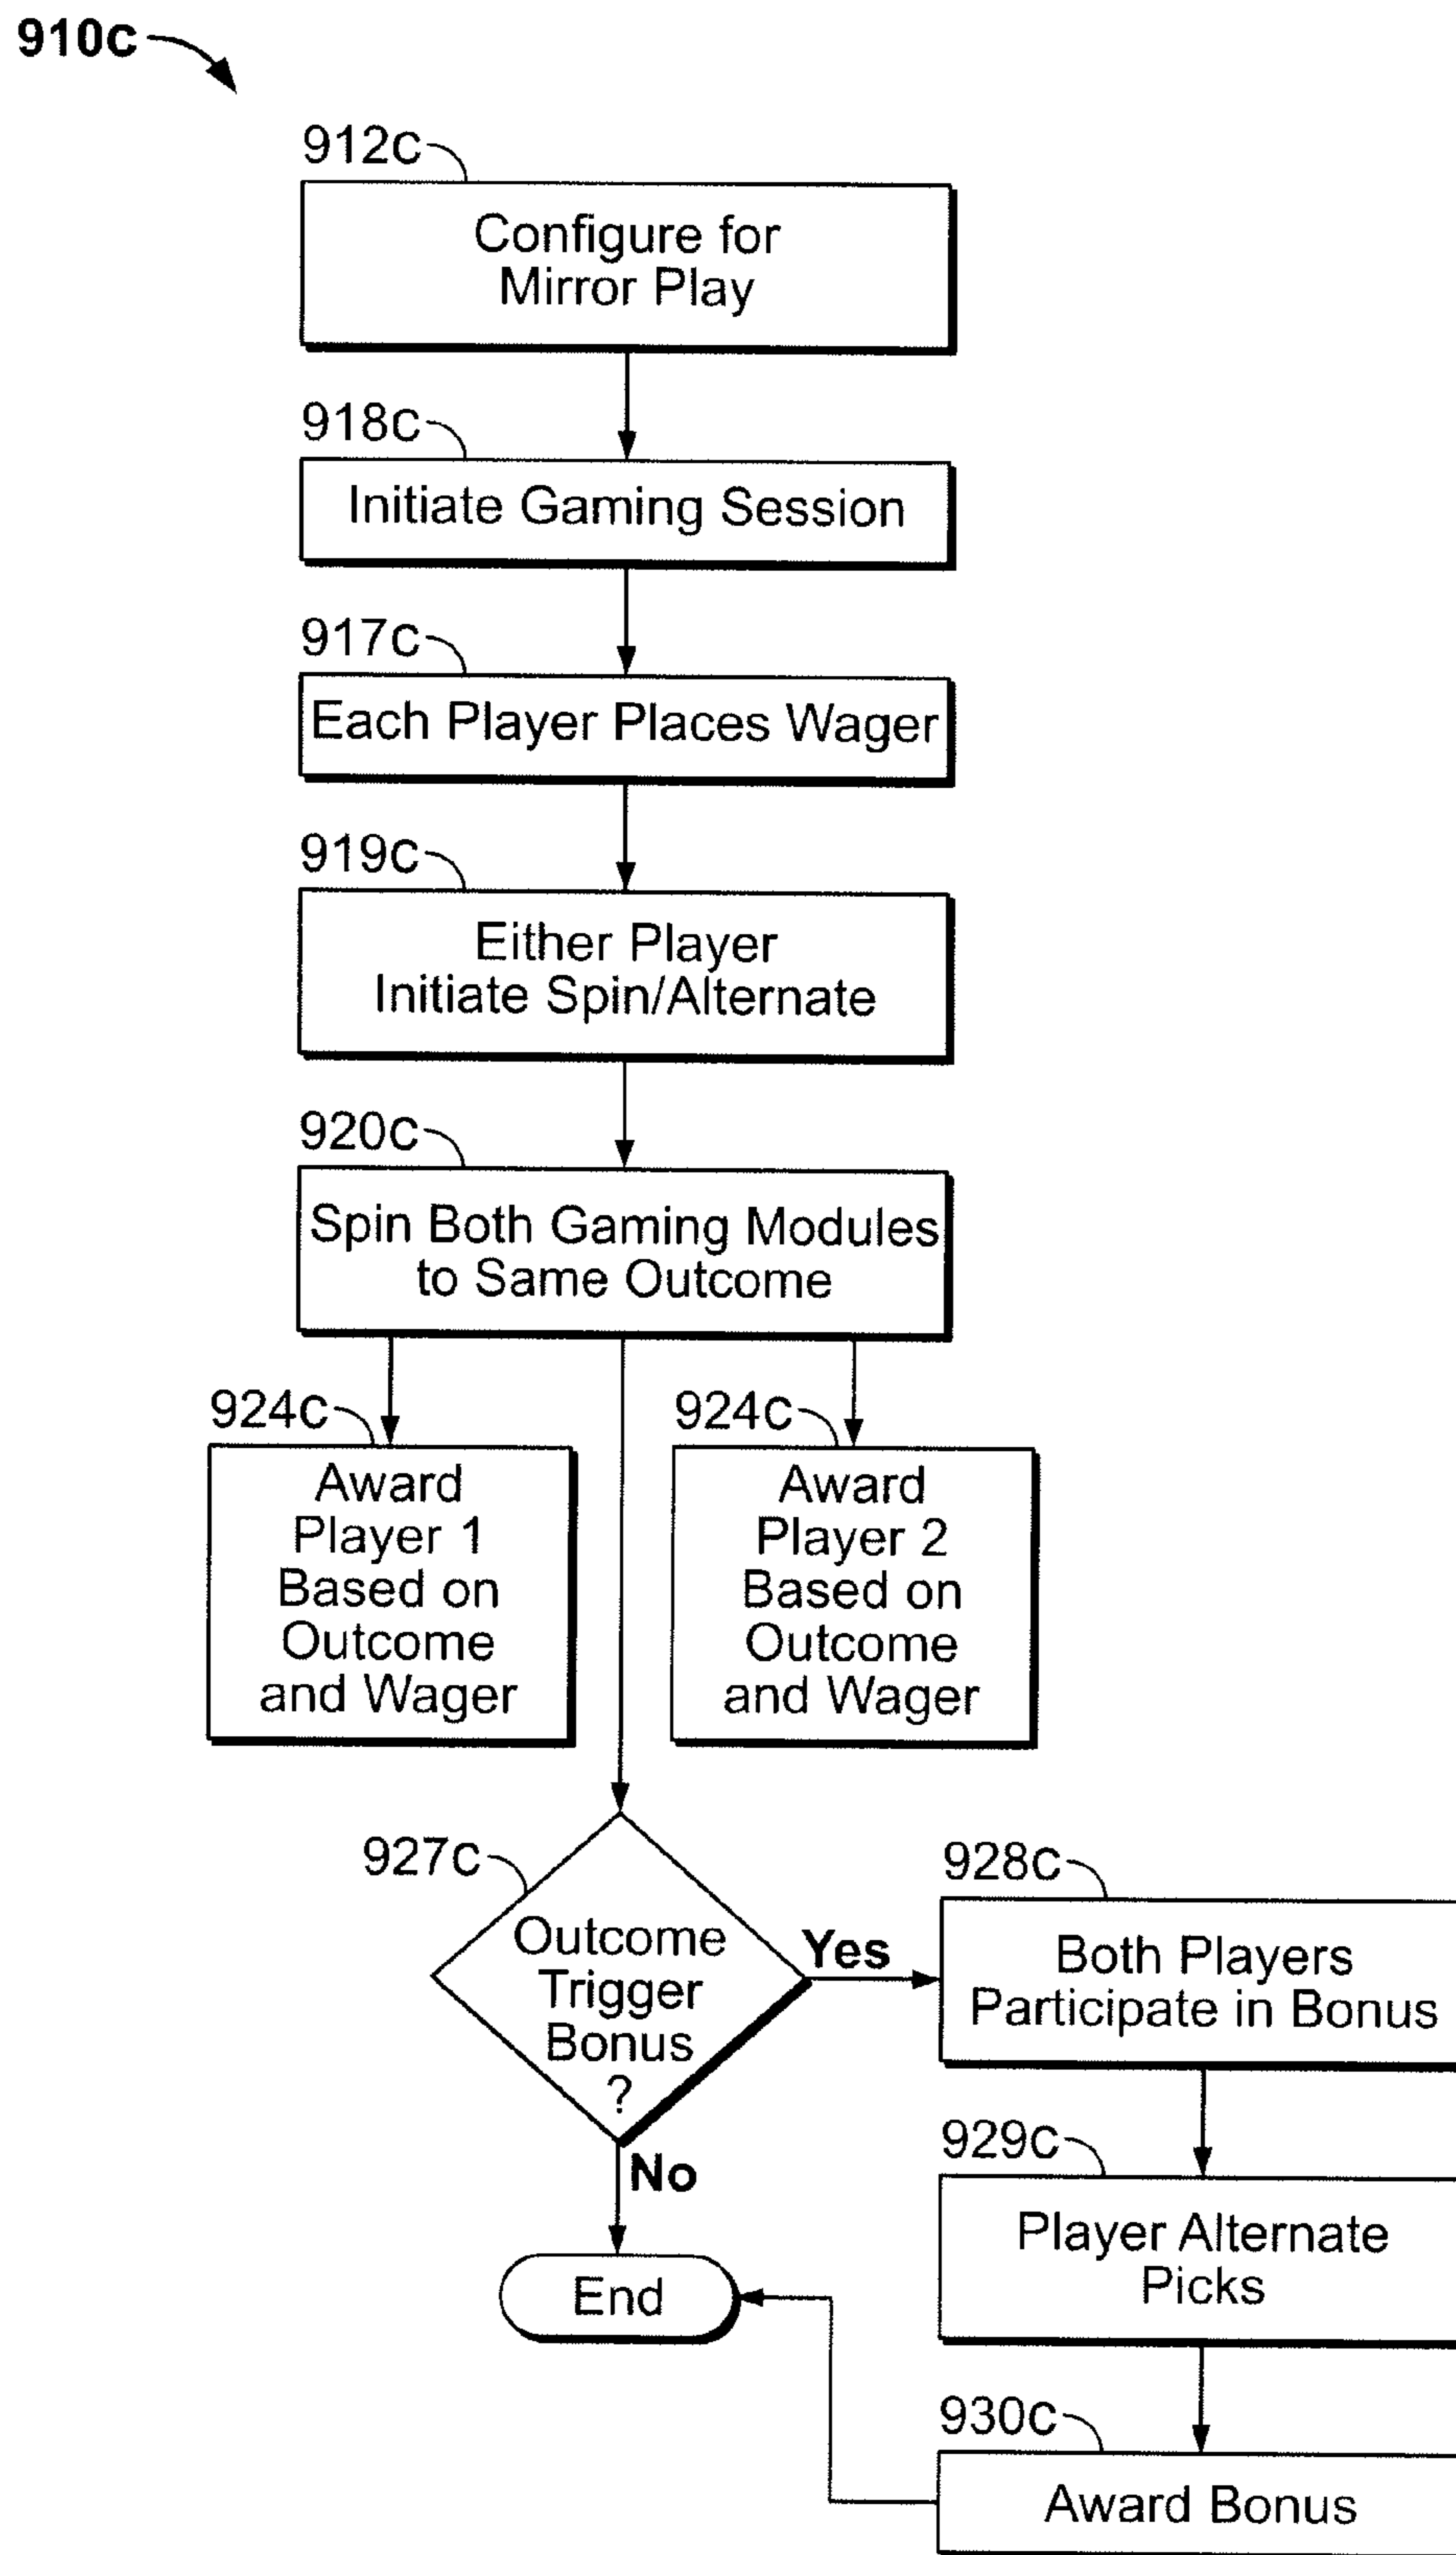 910c
912c
Configure for
Mirror Play
918c
Initiate Gaming Session
917c
Each Player Places Wager
919c
Either Player
Initiate Spin/Alternate
920c
Spin Both Gaming Modules
to Same Outcome
924c
Award
Player 1
Based on
Outcome
and Wager
924c
Award
Player 2
Based on
Outcome
and Wager
927c
Outcome
Trigger
Bonus
?
Yes
No
928c
Both Players
Participate in Bonus
929c
Player Alternate
Picks
930c
Award Bonus
End